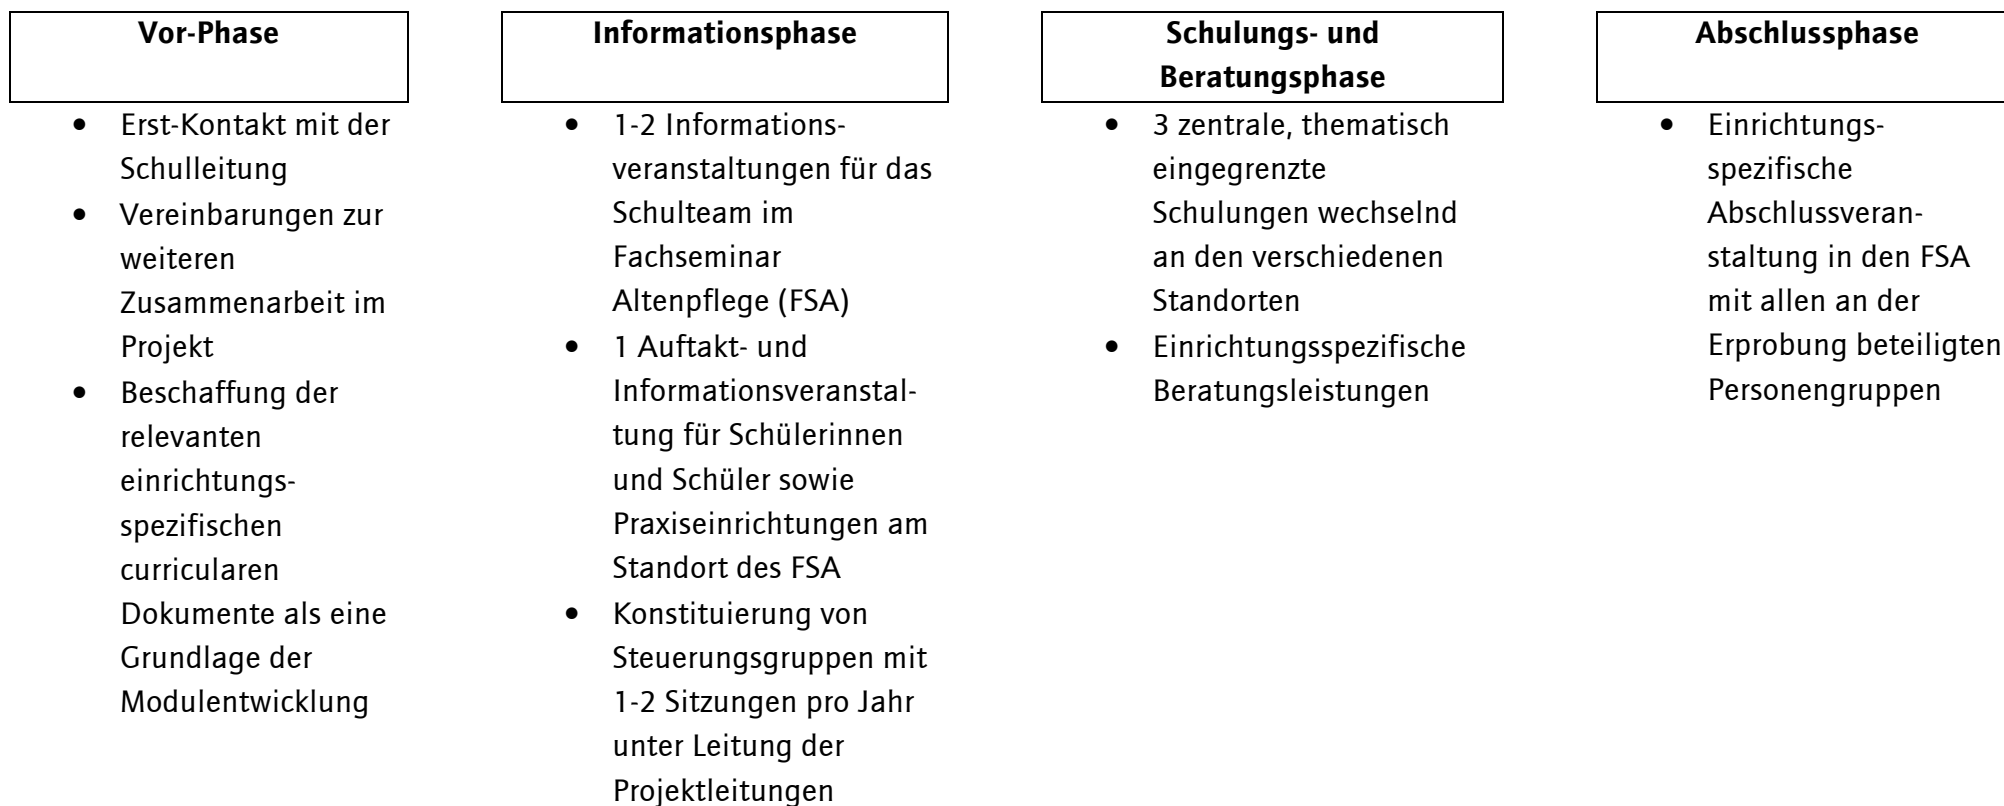 Vor-Phase
• Erst-Kontakt mit der
Schulleitung
• Vereinbarungen zur
weiteren
Zusammenarbeit im
Projekt
• Beschaffung der
relevanten
einrichtungs-
spezifischen
curricularen
Dokumente als eine
Grundlage der
Modulentwicklung
Informationsphase
• 1-2 Informations-
veranstaltungen für das
Schulteam im
Fachseminar
Altenpflege (FSA)
• 1 Auftakt- und
Informationsveranstal-
tung für Schülerinnen
und Schüler sowie
Praxiseinrichtungen am
Standort des FSA
• Konstituierung von
Steuerungsgruppen mit
1-2 Sitzungen pro Jahr
unter Leitung der
Projektleitungen
Schulungs- und
Beratungsphase
• 3 zentrale, thematisch
eingegrenzte
Schulungen wechselnd
an den verschiedenen
Standorten
• Einrichtungsspezifische
Beratungsleistungen
Abschlussphase
• Einrichtungs-
spezifische
Abschlussveran-
staltung in den FSA
mit allen an der
Erprobung beteiligten
Personengruppen